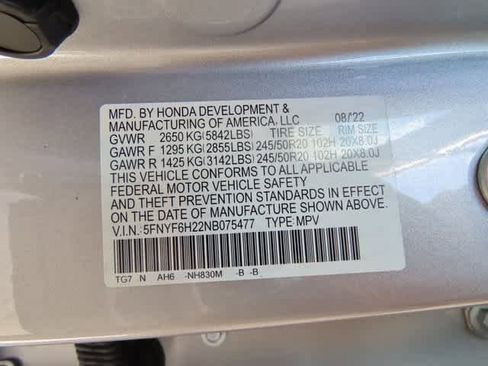 MFD. BY HONDA DEVELOPMENT &
MANUFACTURING OF AMERICA, LLC 08/22
GVWR 2650 KG(5842LBS) TIRE SIZE RIM SIZE
GAWR F 1295 KG(2855LBS) 245/50R20 102H 20X8.0J
GAWR R 1425 KG(3142LBS) 245/50R20 102H 20X8.0J
THIS VEHICLE CONFORMS TO ALL APPLICABLE
FEDERAL MOTOR VEHICLE SAFETY
AND THEFT PREVENTION STANDARDS IN EFFECT
ON THE DATE OF MANUFACTURE SHOWN ABOVE.
V.I.N.: 5FNYF6H22NB075477 TYPE: MPV
TG7 N AH6 -NH830M -B -B